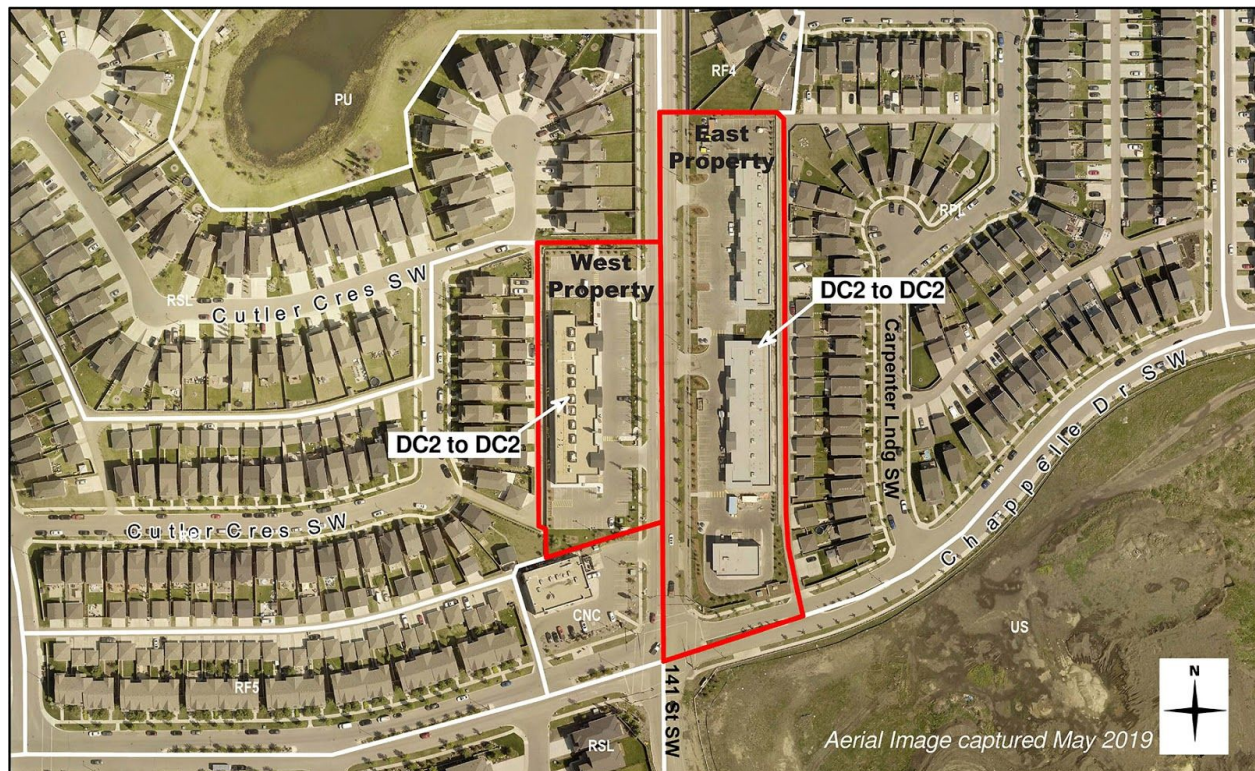 PU
RF4
East
Property
West
Property
RPL
RSL
Cutler Cres SW
DC2 to DC2
DC2 to DC2
Carpenter Lndg SW
Chappelle Dr SW
Cutler Cres SW
CNC
US
RF5
141 St SW
RSL
N
Aerial Image captured May 2019